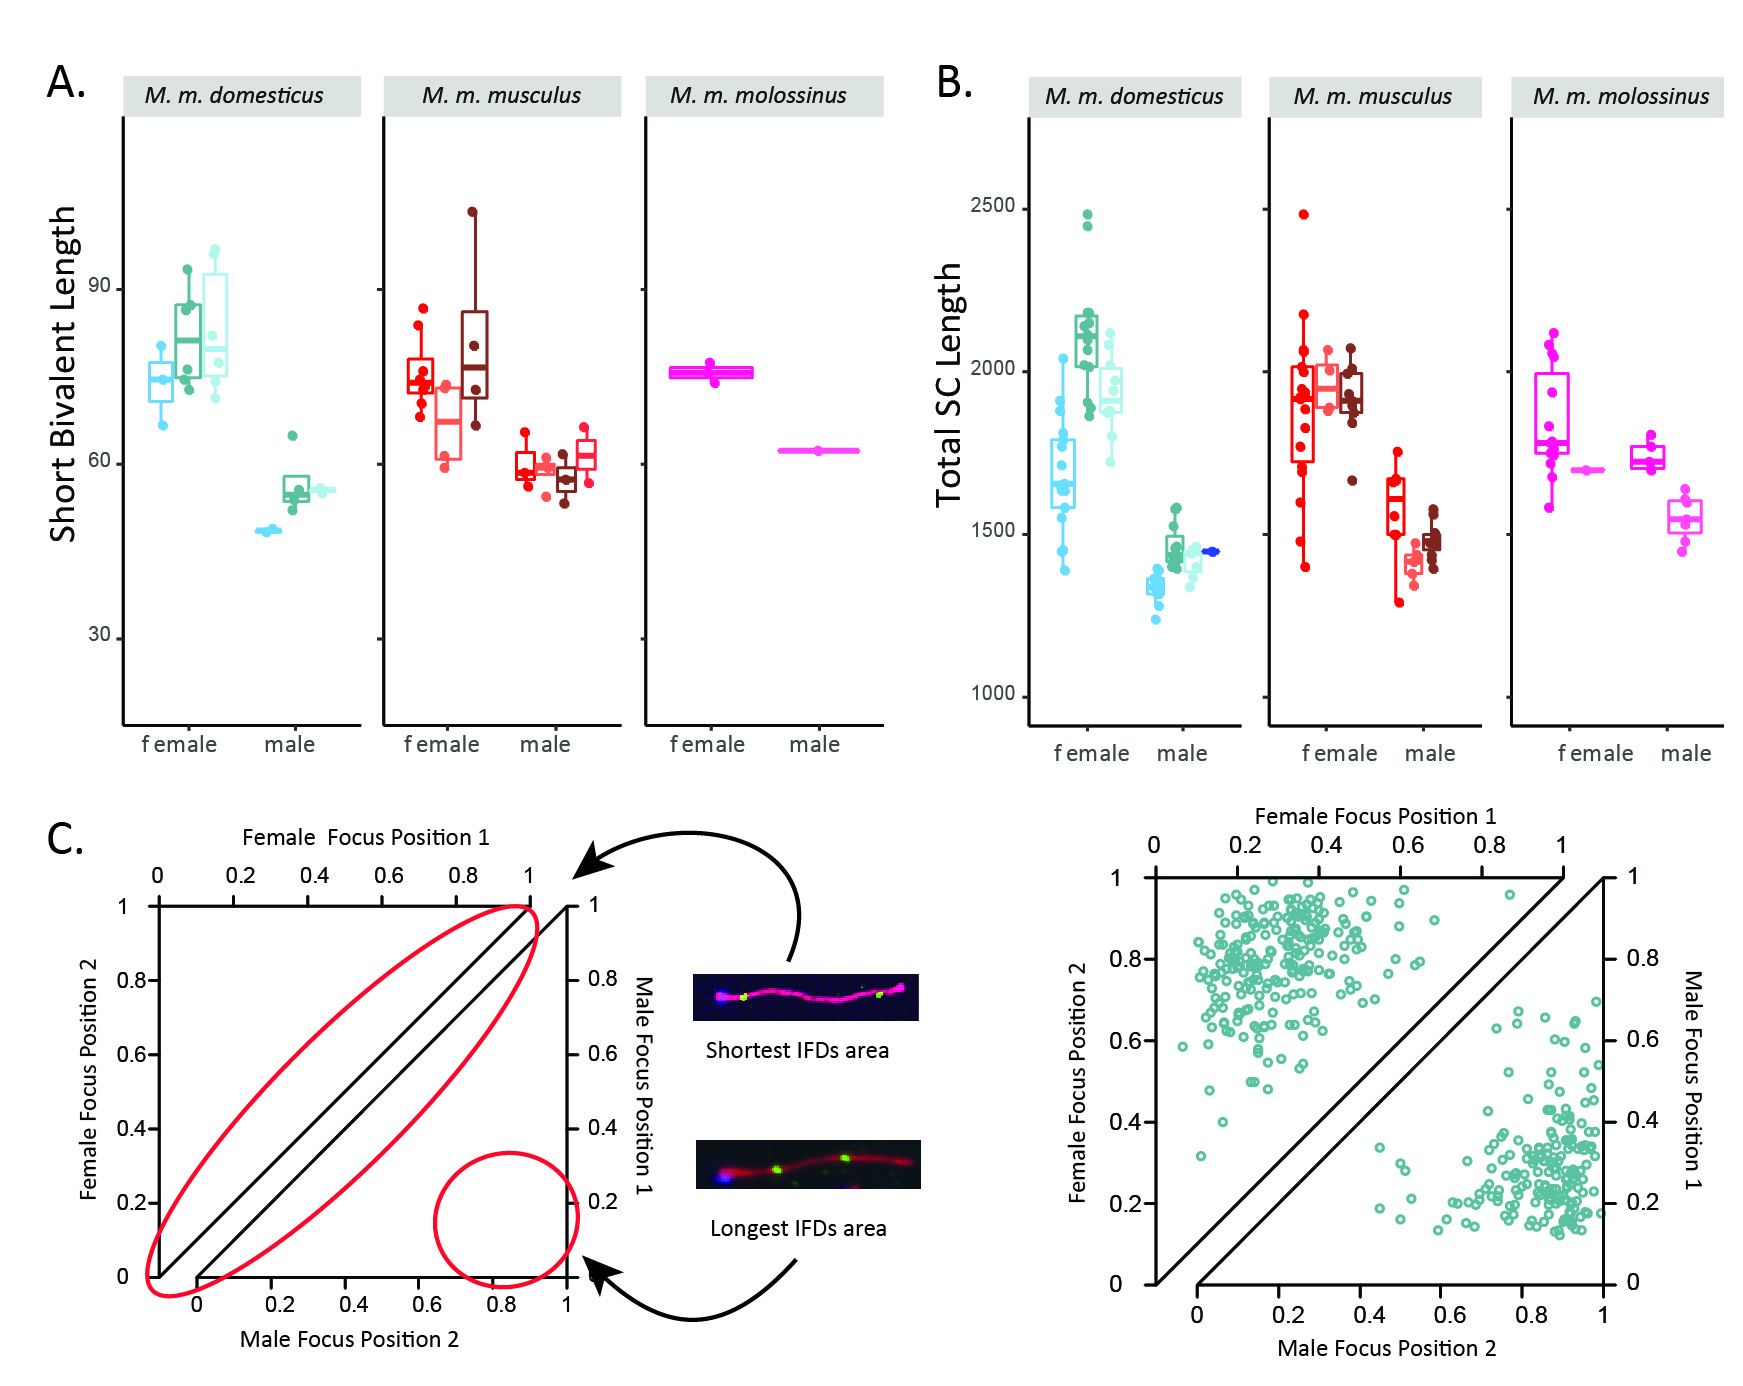 A.
M. m. domesticus
M. m. musculus
M. m. molossinus
Short Bivalent Length
90
60
30
female
male
female
male
female
male
B.
M. m. domesticus
M. m. musculus
M. m. molossinus
Total SC Length
2500
2000
1500
1000
female
male
female
male
female
male
C.
Female Focus Position 1
0 0.2 0.4 0.6 0.8 1
Female Focus Position 2
1
0.8
0.6
0.4
0.2
0
1
0.8
0.6
0.4
0.2
0
Male Focus Position 1
0 0.2 0.4 0.6 0.8 1
Male Focus Position 2
Shortest IFDs area
Longest IFDs area
Female Focus Position 1
0 0.2 0.4 0.6 0.8 1
Female Focus Position 2
1
0.8
0.6
0.4
0.2
0
1
0.8
0.6
0.4
0.2
0
Male Focus Position 1
0 0.2 0.4 0.6 0.8 1
Male Focus Position 2